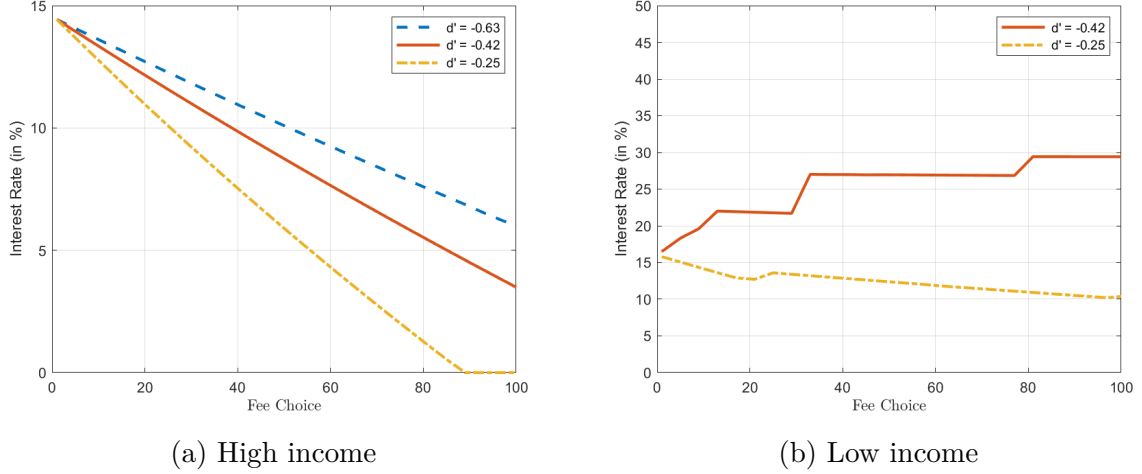 15
10
5
0
0
20
40
60
80
100
Interest Rate (in %)
Fee Choice
d' = -0.63
d' = -0.42
d' = -0.25
(a) High income
50
45
40
35
30
25
20
15
10
5
0
0
20
40
60
80
100
Interest Rate (in %)
Fee Choice
d' = -0.42
d' = -0.25
(b) Low income